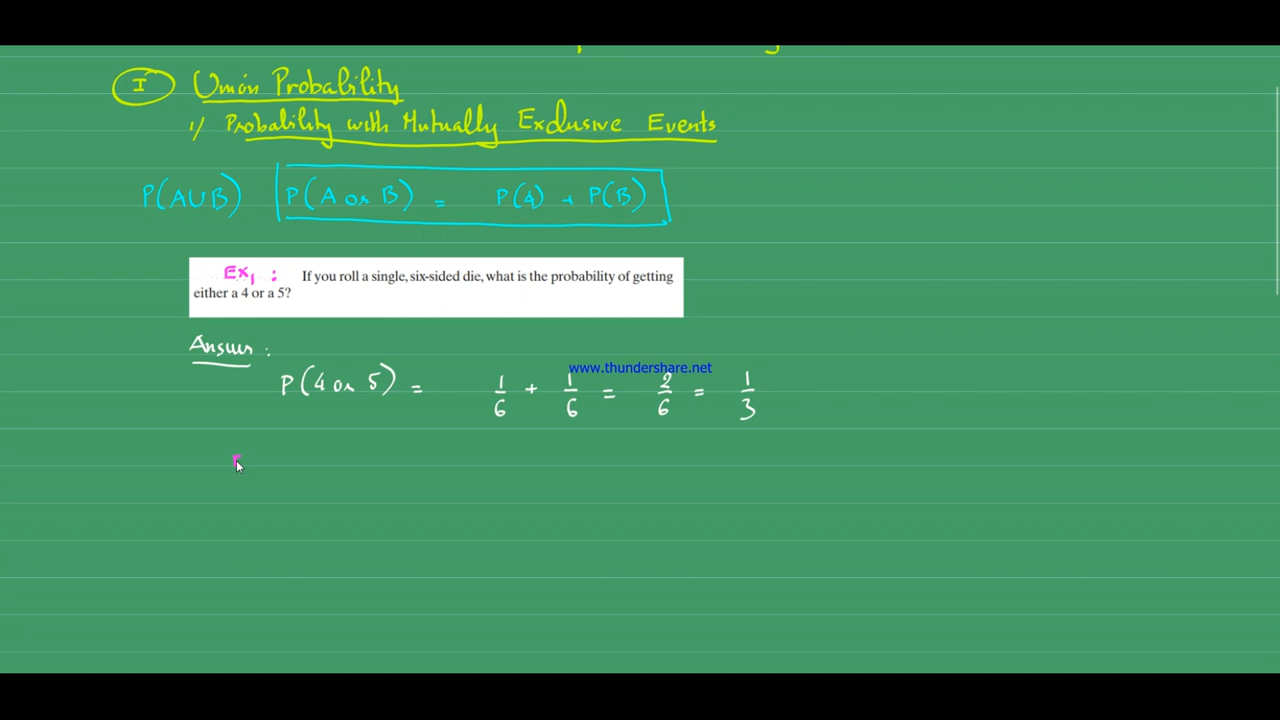 I Union Probability
1/ Probability with Mutually Exclusive Events
P(A∪B) P(A or B) = P(A) + P(B)
Ex1 : If you roll a single, six-sided die, what is the probability of getting
either a 4 or a 5?
Answer :
www.thundershare.net
P(4 or 5) = 1/6 + 1/6 = 2/6 = 1/3